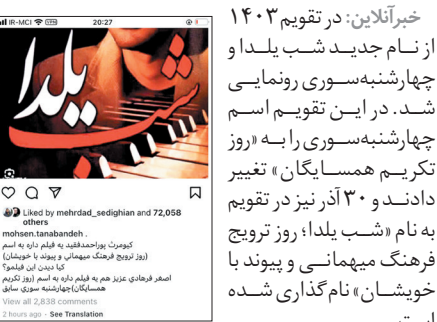 خبرآنلاین: در تقویم ۱۴۰۳
از نام جدید شب یلدا و
چهارشنبه‌سوری رونمایی
شد. در این تقویم اسم
چهارشنبه‌سوری را به «روز
تکریم همسایگان» تغییر
دادند و ۳۰ آذر نیز در تقویم
به نام «شب یلدا؛ روز ترویج
فرهنگ میهمانی و پیوند با
خویشان» نام‌گذاری شده
است.
IR-MCI VPN 20:27
شب یلدا
Liked by mehrdad_sedighian and 72,058
others
mohsen.tanabandeh .
کیومرث پوراحمدفقید یه فیلم داره به اسم
(روز ترویج فرهنگ میهمانی و پیوند با خویشان)
کیا دیدن این فیلمو؟
اصغر فرهادی عزیز هم یه فیلم داره به اسم (روز تکریم
همسایگان)چهارشنبه سوری سابق
View all 2,838 comments
2 hours ago · See Translation